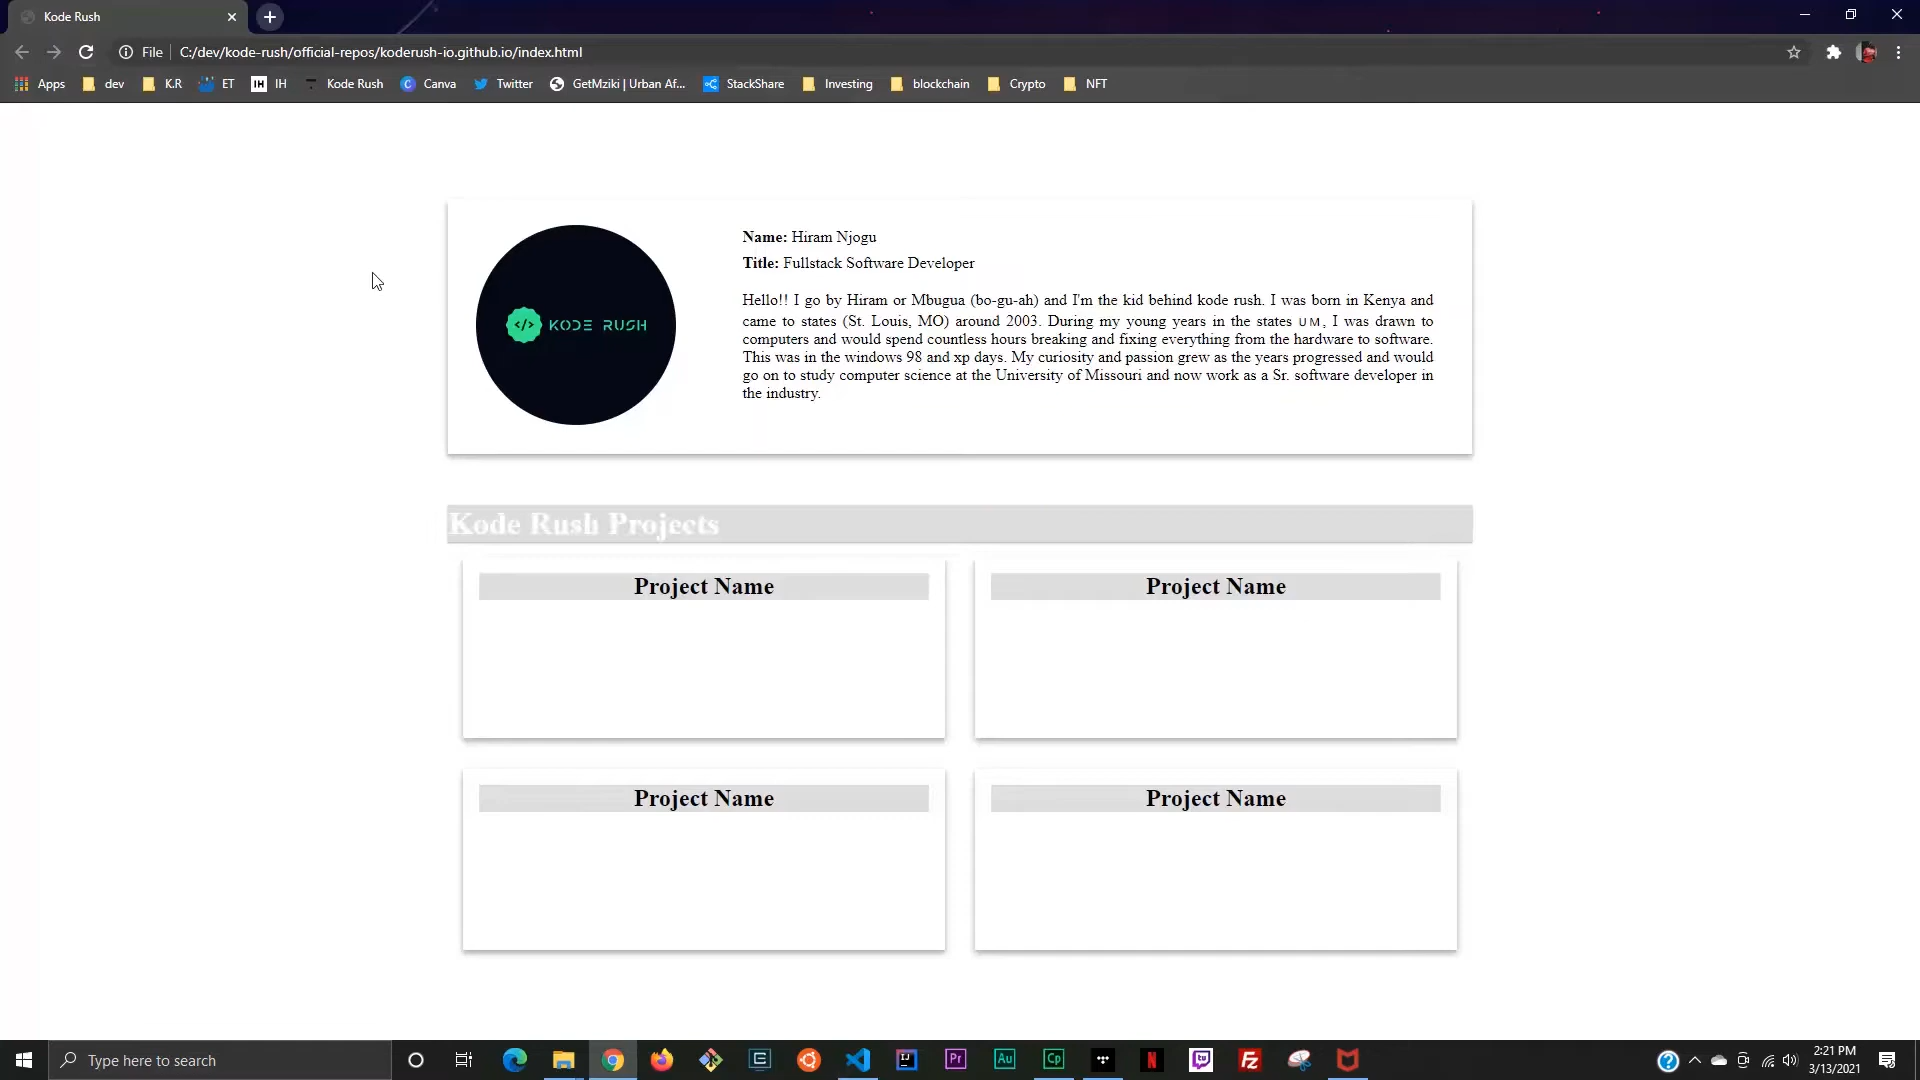 Kode Rush
File
C:/dev/kode-rush/official-repos/koderush-io.github.io/index.html
Apps dev K.R ET IH IH Kode Rush C Canva Twitter GetMziki | Urban Af... StackShare Investing blockchain Crypto NFT
</> KODE RUSH
Name: Hiram Njogu
Title: Fullstack Software Developer
Hello!! I go by Hiram or Mbugua (bo-gu-ah) and I'm the kid behind kode rush. I was born in Kenya and
came to states (St. Louis, MO) around 2003. During my young years in the states ᴜᴍ, I was drawn to
computers and would spend countless hours breaking and fixing everything from the hardware to software.
This was in the windows 98 and xp days. My curiosity and passion grew as the years progressed and would
go on to study computer science at the University of Missouri and now work as a Sr. software developer in
the industry.
Kode Rush Projects
Project Name
Project Name
Project Name
Project Name
Type here to search
IJ Pr Au Cp N FZ ?
2:21 PM
3/13/2021